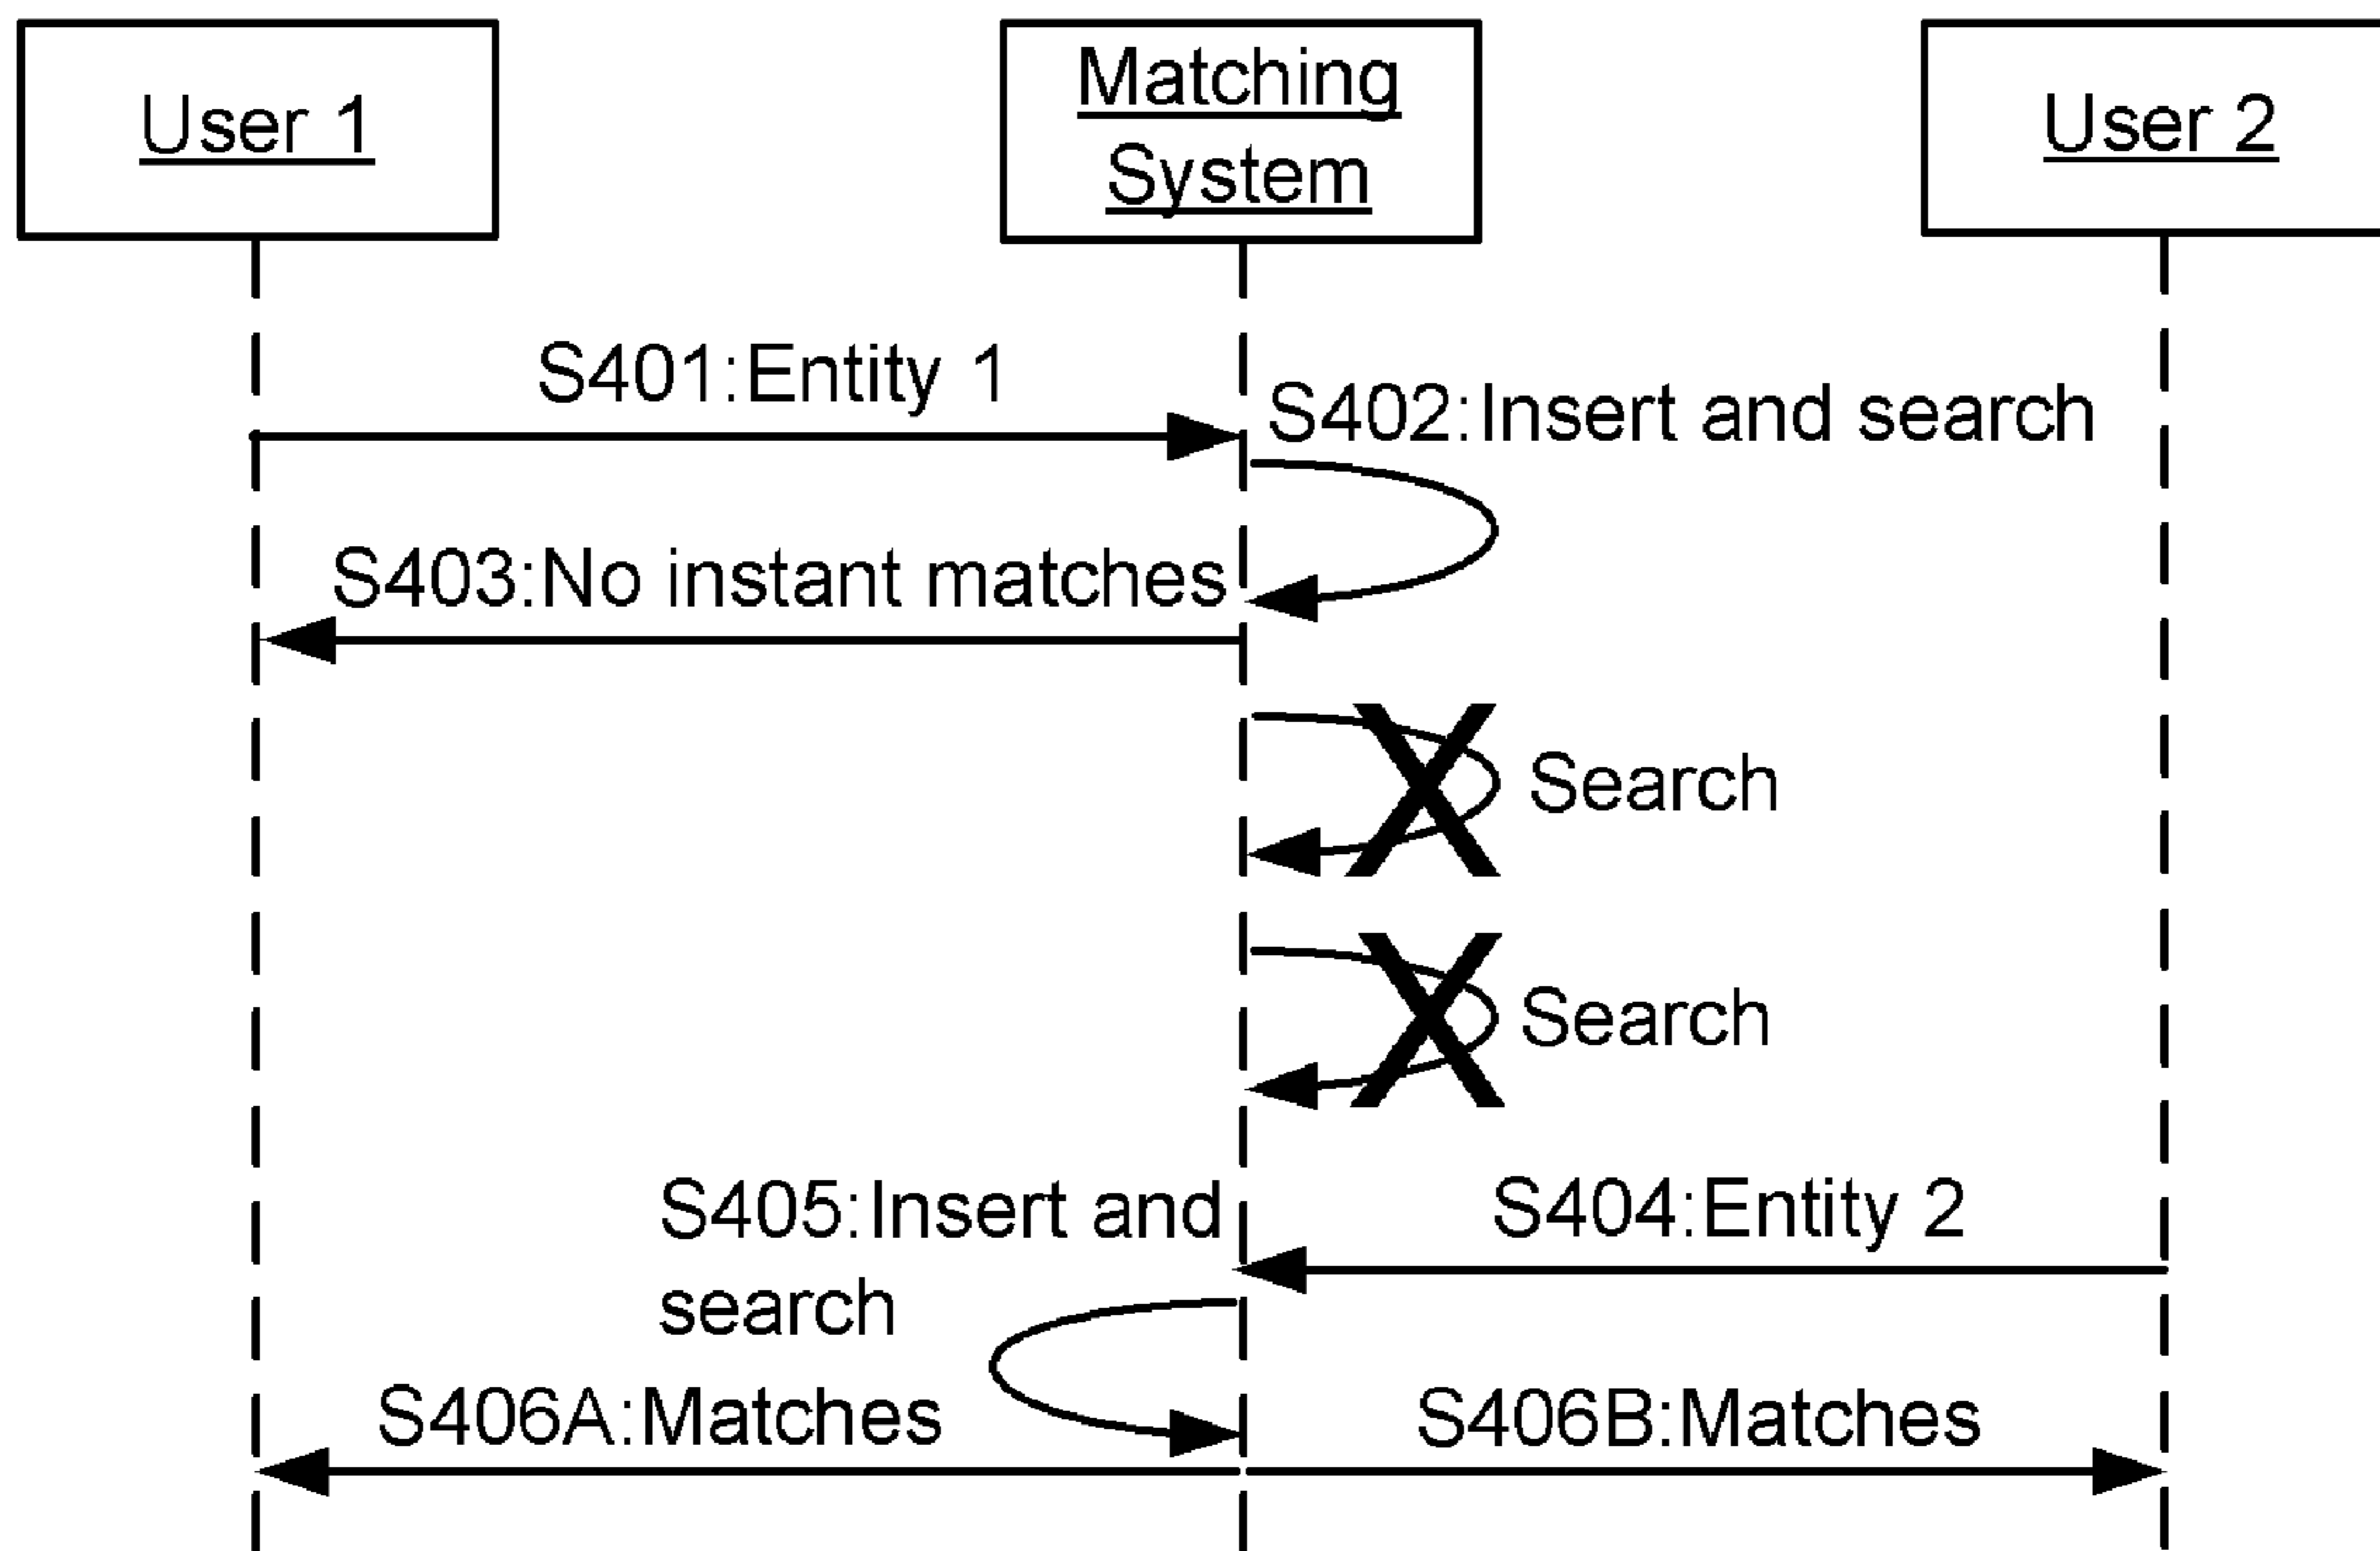 User 1
Matching
System
User 2
S401:Entity 1
S402:Insert and search
S403:No instant matches
X
Search
X
Search
S405:Insert and
search
S404:Entity 2
S406A:Matches
S406B:Matches